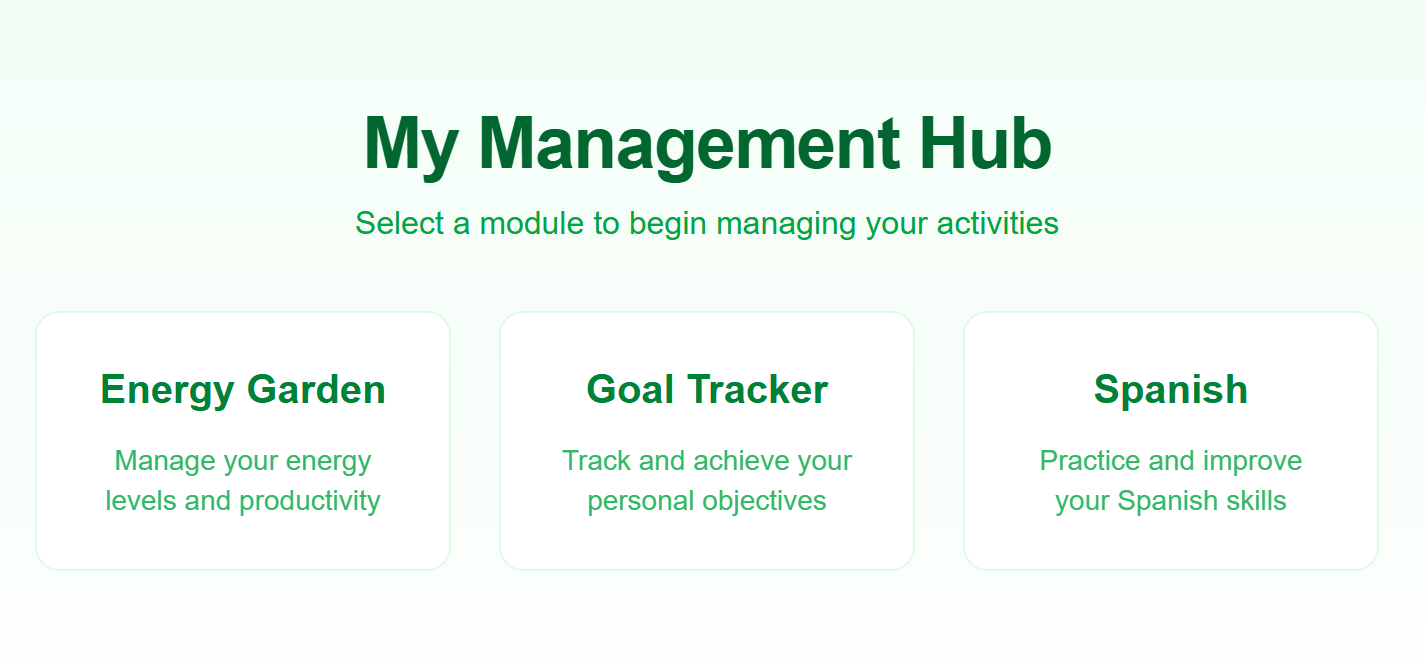 My Management Hub
Select a module to begin managing your activities
Energy Garden
Manage your energy
levels and productivity
Goal Tracker
Track and achieve your
personal objectives
Spanish
Practice and improve
your Spanish skills